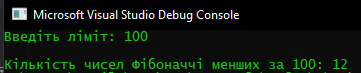 Microsoft Visual Studio Debug Console
Введіть ліміт: 100
Кількість чисел Фібоначчі менших за 100: 12